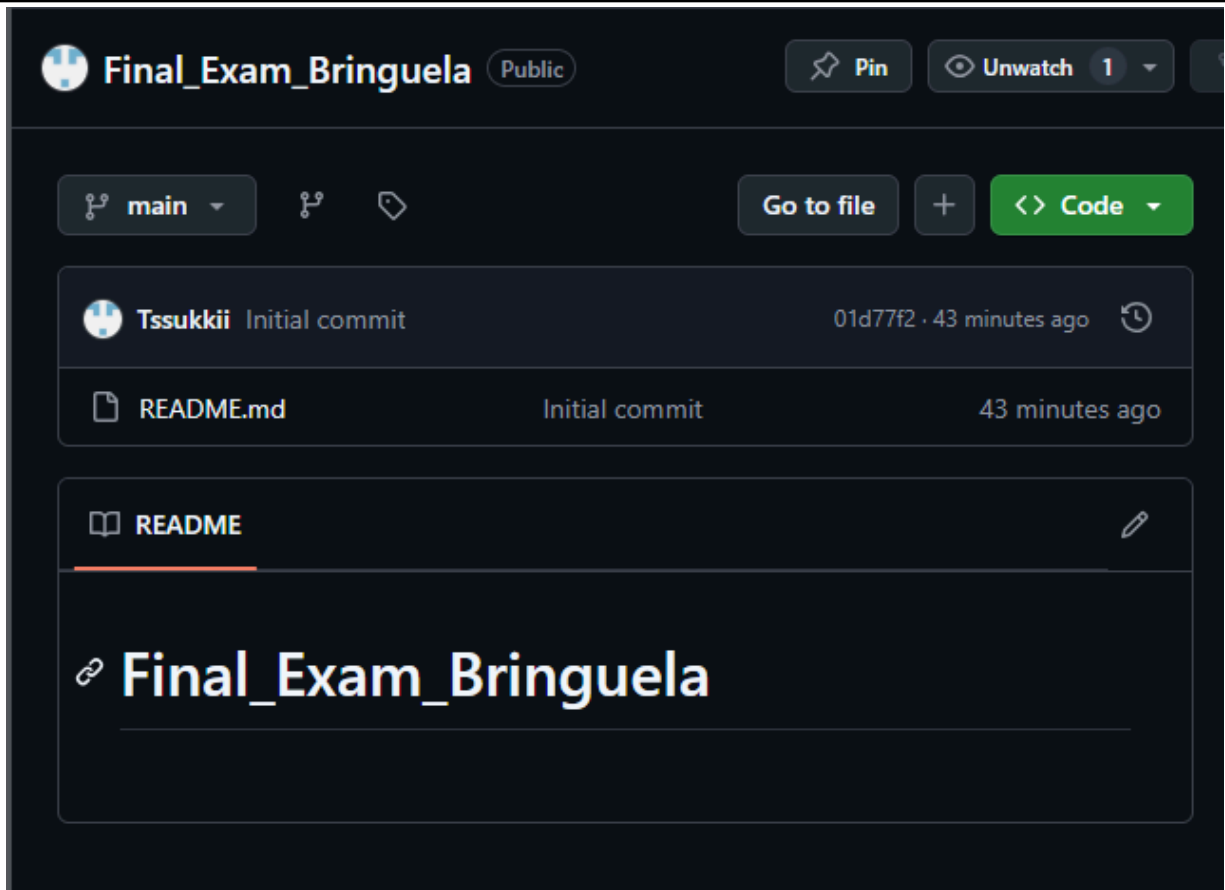 Final_Exam_Bringuela Public Pin Unwatch 1
main Go to file + <> Code
Tssukkii Initial commit 01d77f2 · 43 minutes ago
README.md Initial commit 43 minutes ago
README
Final_Exam_Bringuela